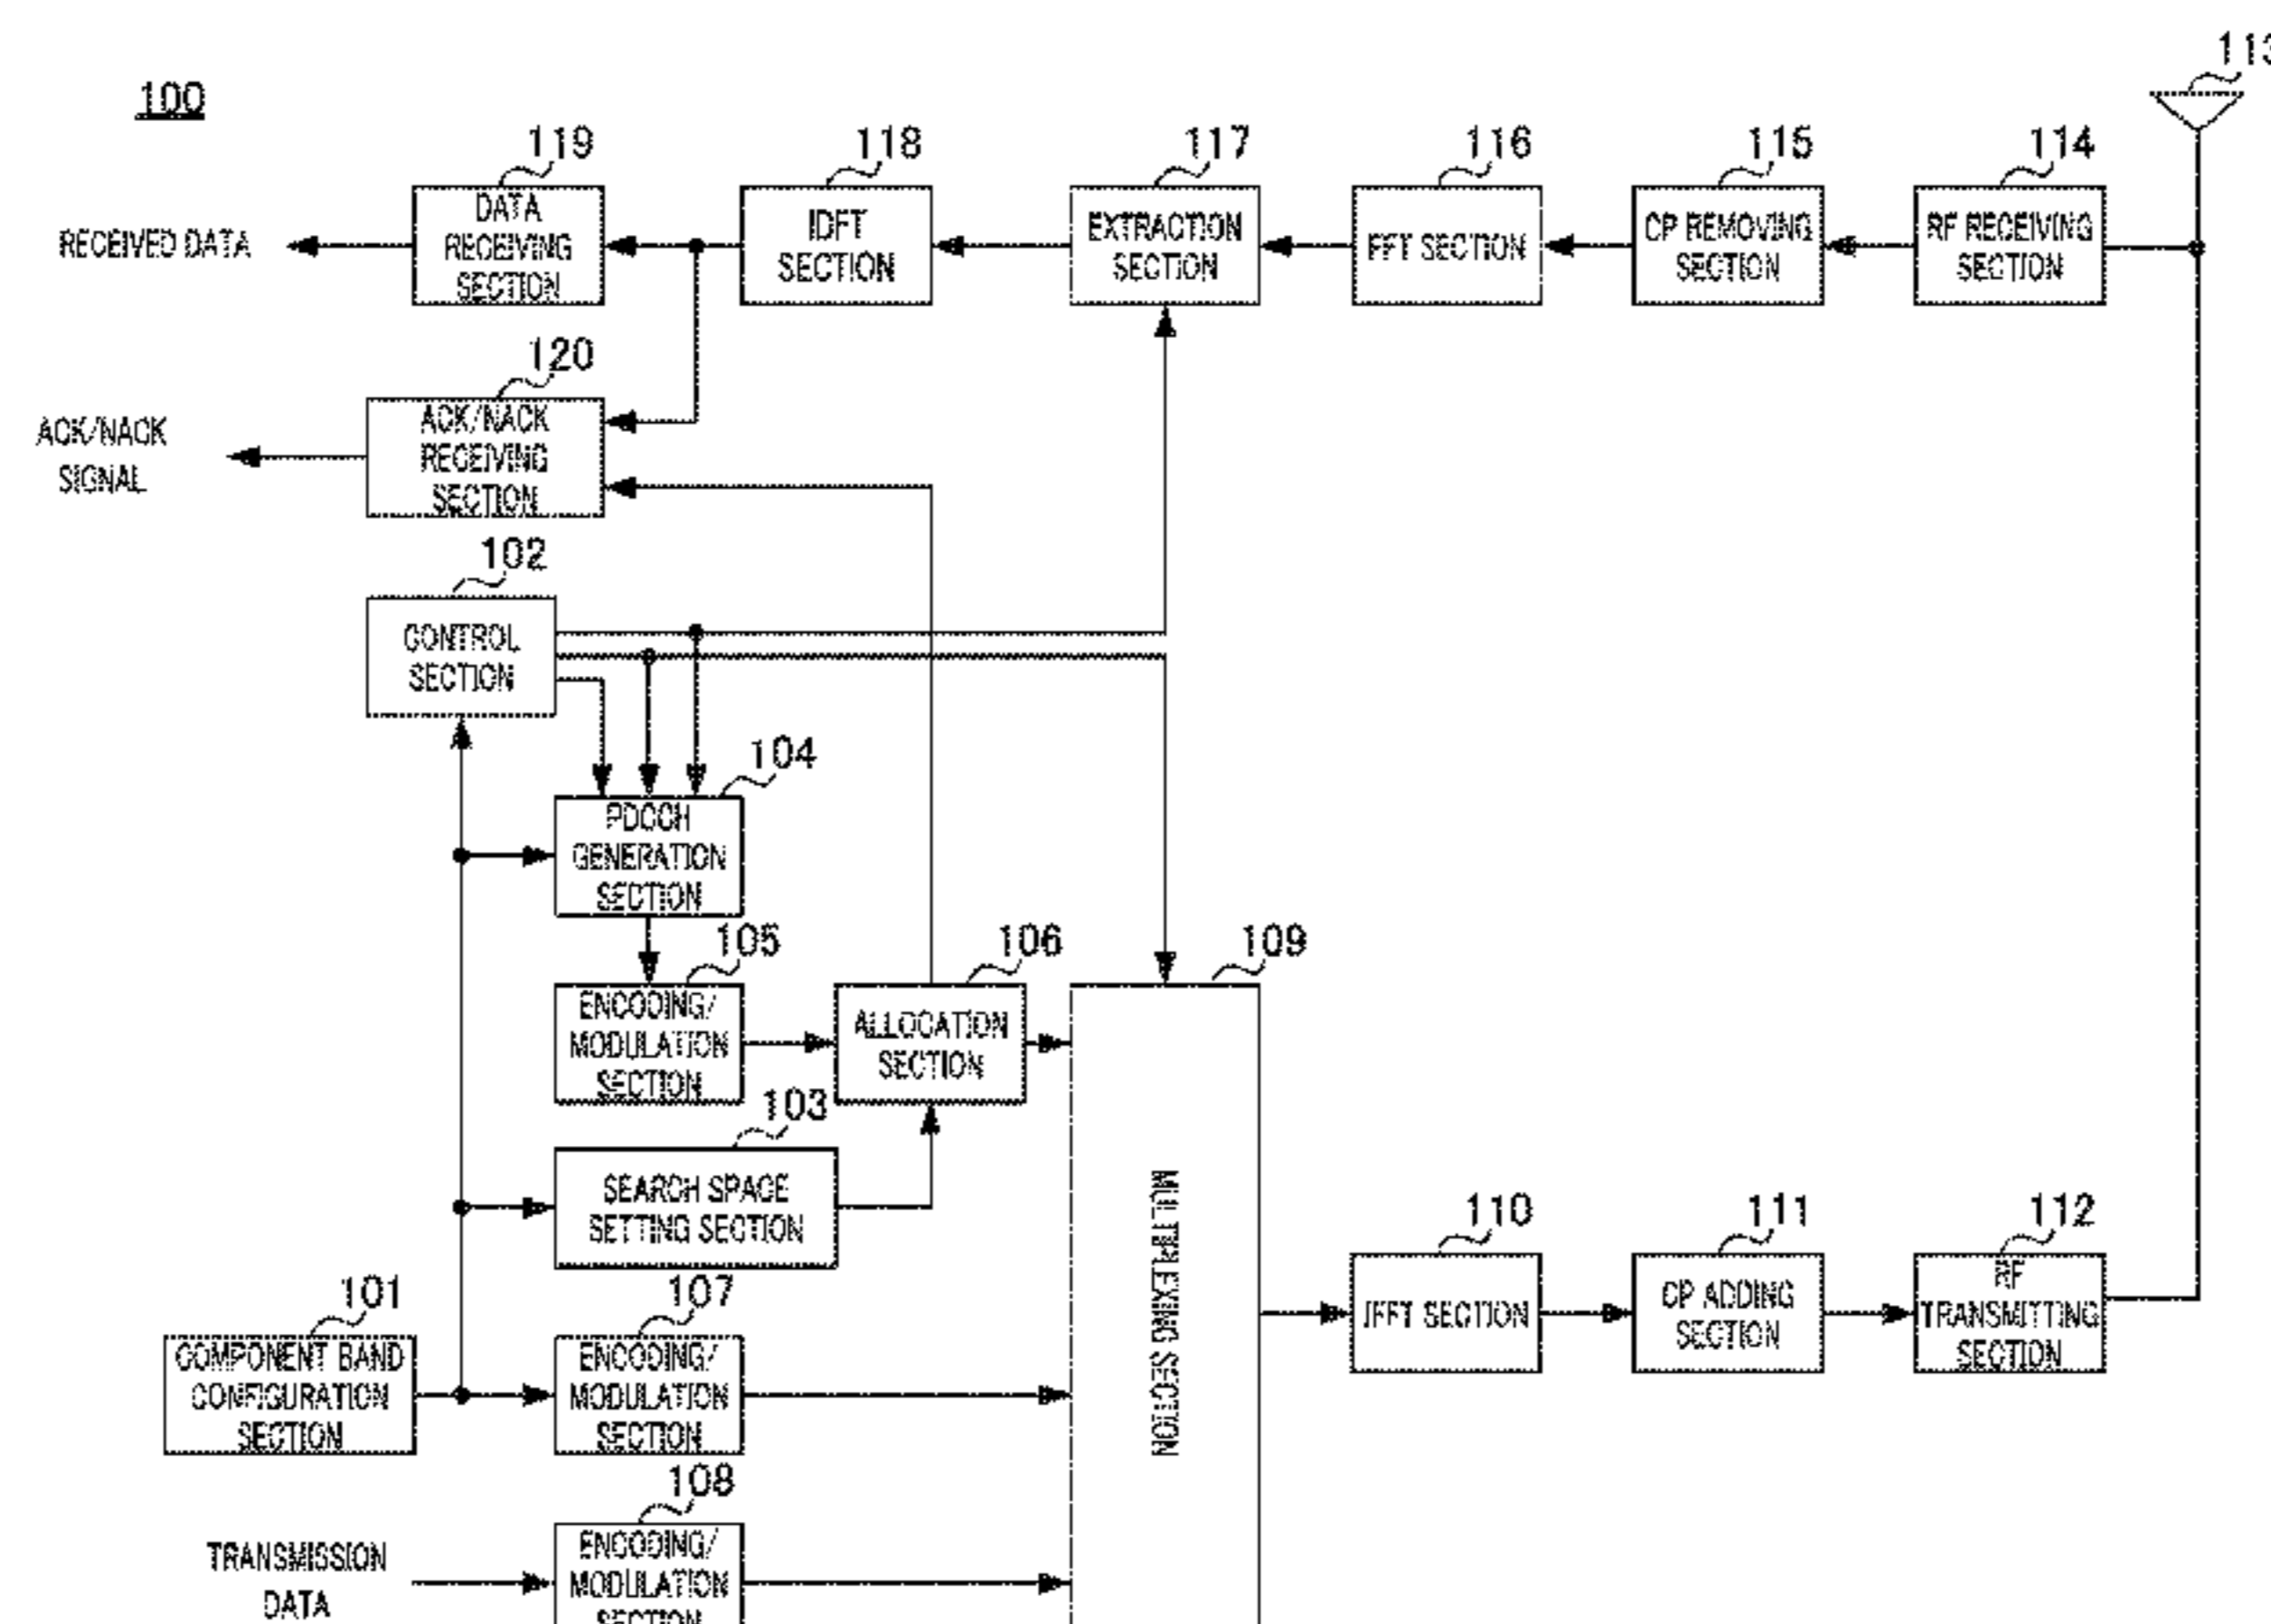 113
100
119
118
117
116
115
114
DATA
RECEIVING
SECTION
IDFT
SECTION
EXTRACTION
SECTION
FFT SECTION
CP REMOVING
SECTION
RF RECEIVING
SECTION
RECEIVED DATA
120
ACK/NACK
RECEIVING
SECTION
ACK/NACK
SIGNAL
102
CONTROL
SECTION
104
PDCCH
GENERATION
SECTION
105
106
109
ENCODING/
MODULATION
SECTION
ALLOCATION
SECTION
103
SEARCH SPACE
SETTING SECTION
MULTIPLEXING SECTION
110
111
112
IFFT SECTION
CP ADDING
SECTION
RF
TRANSMITTING
SECTION
101
107
COMPONENT BAND
CONFIGURATION
SECTION
ENCODING/
MODULATION
SECTION
108
TRANSMISSION
DATA
ENCODING/
MODULATION
SECTION